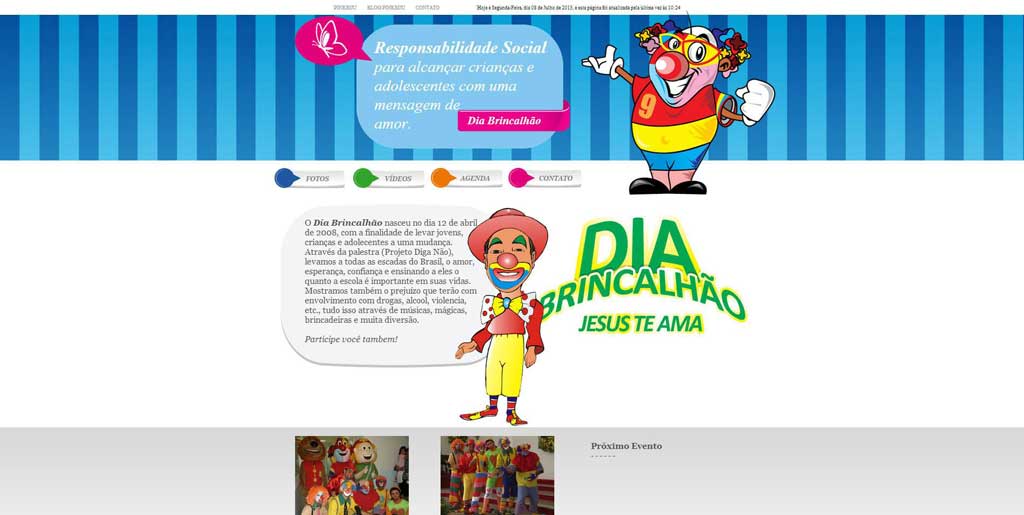 PINKBIJU BLOG PINKBIJU CONTATO Hoje é Segunda-Feira, dia 08 de Julho de 2013, e esta página foi atualizada pela última vez às 10:24
Responsabilidade Social
para alcançar crianças e
adolescentes com uma
mensagem de
amor.
Dia Brincalhão
9
FOTOS VÍDEOS AGENDA CONTATO
O Dia Brincalhão nasceu no dia 12 de abril
de 2008, com a finalidade de levar jovens,
crianças e adolecentes a uma mudança.
Através da palestra (Projeto Diga Não),
levamos a todas as escadas do Brasil, o amor,
esperança, confiança e ensinando a eles o
quanto a escola é importante em suas vidas.
Mostramos também o prejuizo que terão com
envolvimento com drogas, alcool, violencia,
etc., tudo isso através de músicas, mágicas,
brincadeiras e muita diversão.
Participe você tambem!
DIA
BRINCALHÃO
JESUS TE AMA
Próximo Evento
- - - - - -